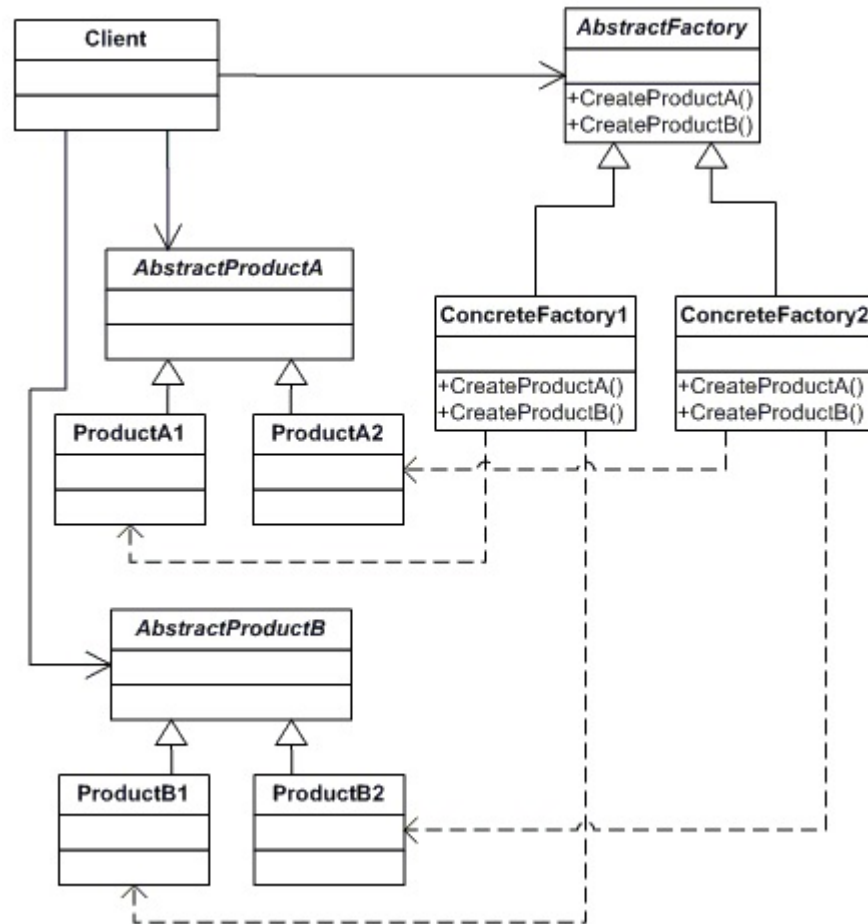 Client
AbstractFactory
+CreateProductA()
+CreateProductB()
AbstractProductA
ConcreteFactory1
+CreateProductA()
+CreateProductB()
ConcreteFactory2
+CreateProductA()
+CreateProductB()
ProductA1
ProductA2
AbstractProductB
ProductB1
ProductB2